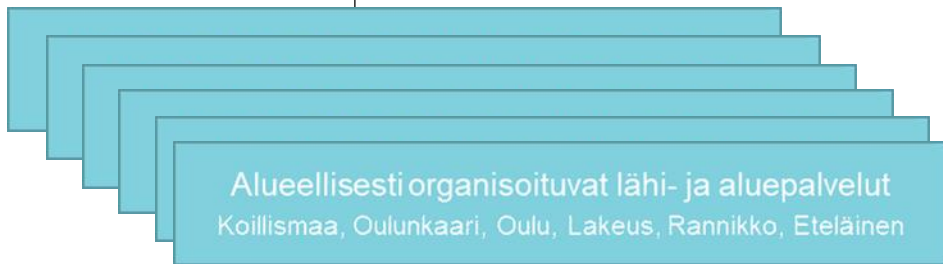 Alueellisesti organisoituvat lähi- ja aluepalvelut
Koillismaa, Oulunkaari, Oulu, Lakeus, Rannikko, Eteläinen